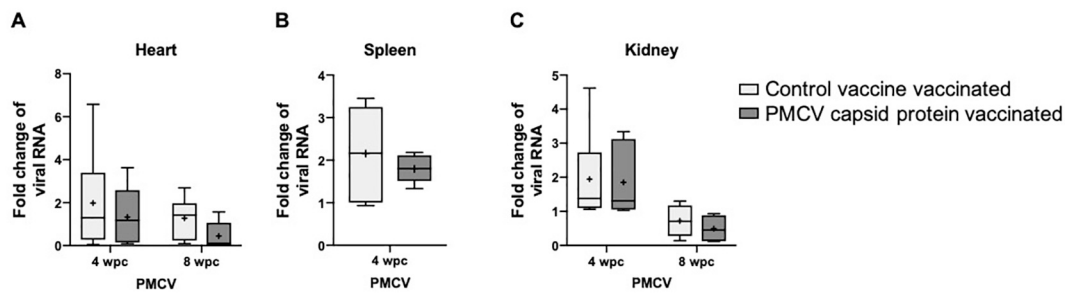 A
Heart
Fold change of
viral RNA
8
6
4
2
0
4 wpc
8 wpc
PMCV
B
Spleen
Fold change of
viral RNA
4
3
2
1
0
4 wpc
PMCV
C
Kidney
Fold change of
viral RNA
5
4
3
2
1
0
4 wpc
8 wpc
PMCV
Control vaccine vaccinated
PMCV capsid protein vaccinated